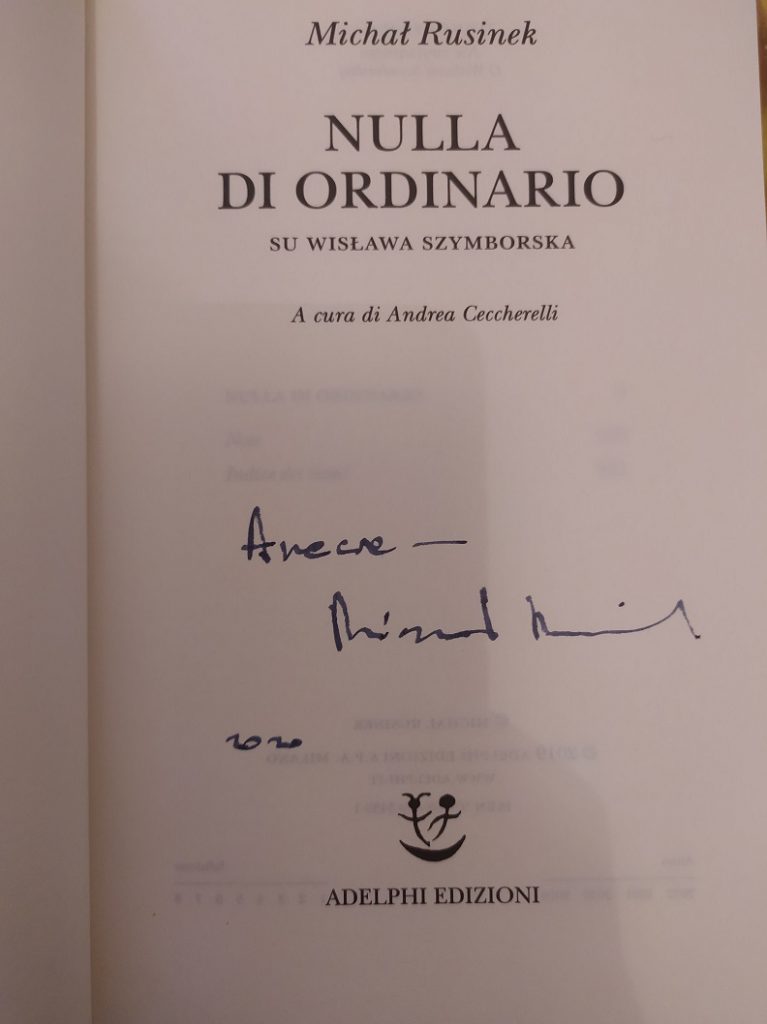 Michał Rusinek
NULLA
DI ORDINARIO
SU WISŁAWA SZYMBORSKA
A cura di Andrea Ceccherelli
2020
ADELPHI EDIZIONI